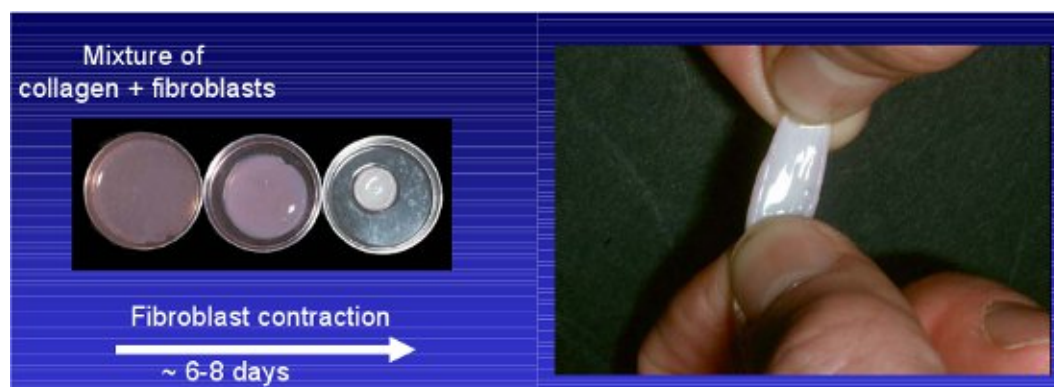 Mixture of
collagen + fibroblasts
Fibroblast contraction
~ 6-8 days